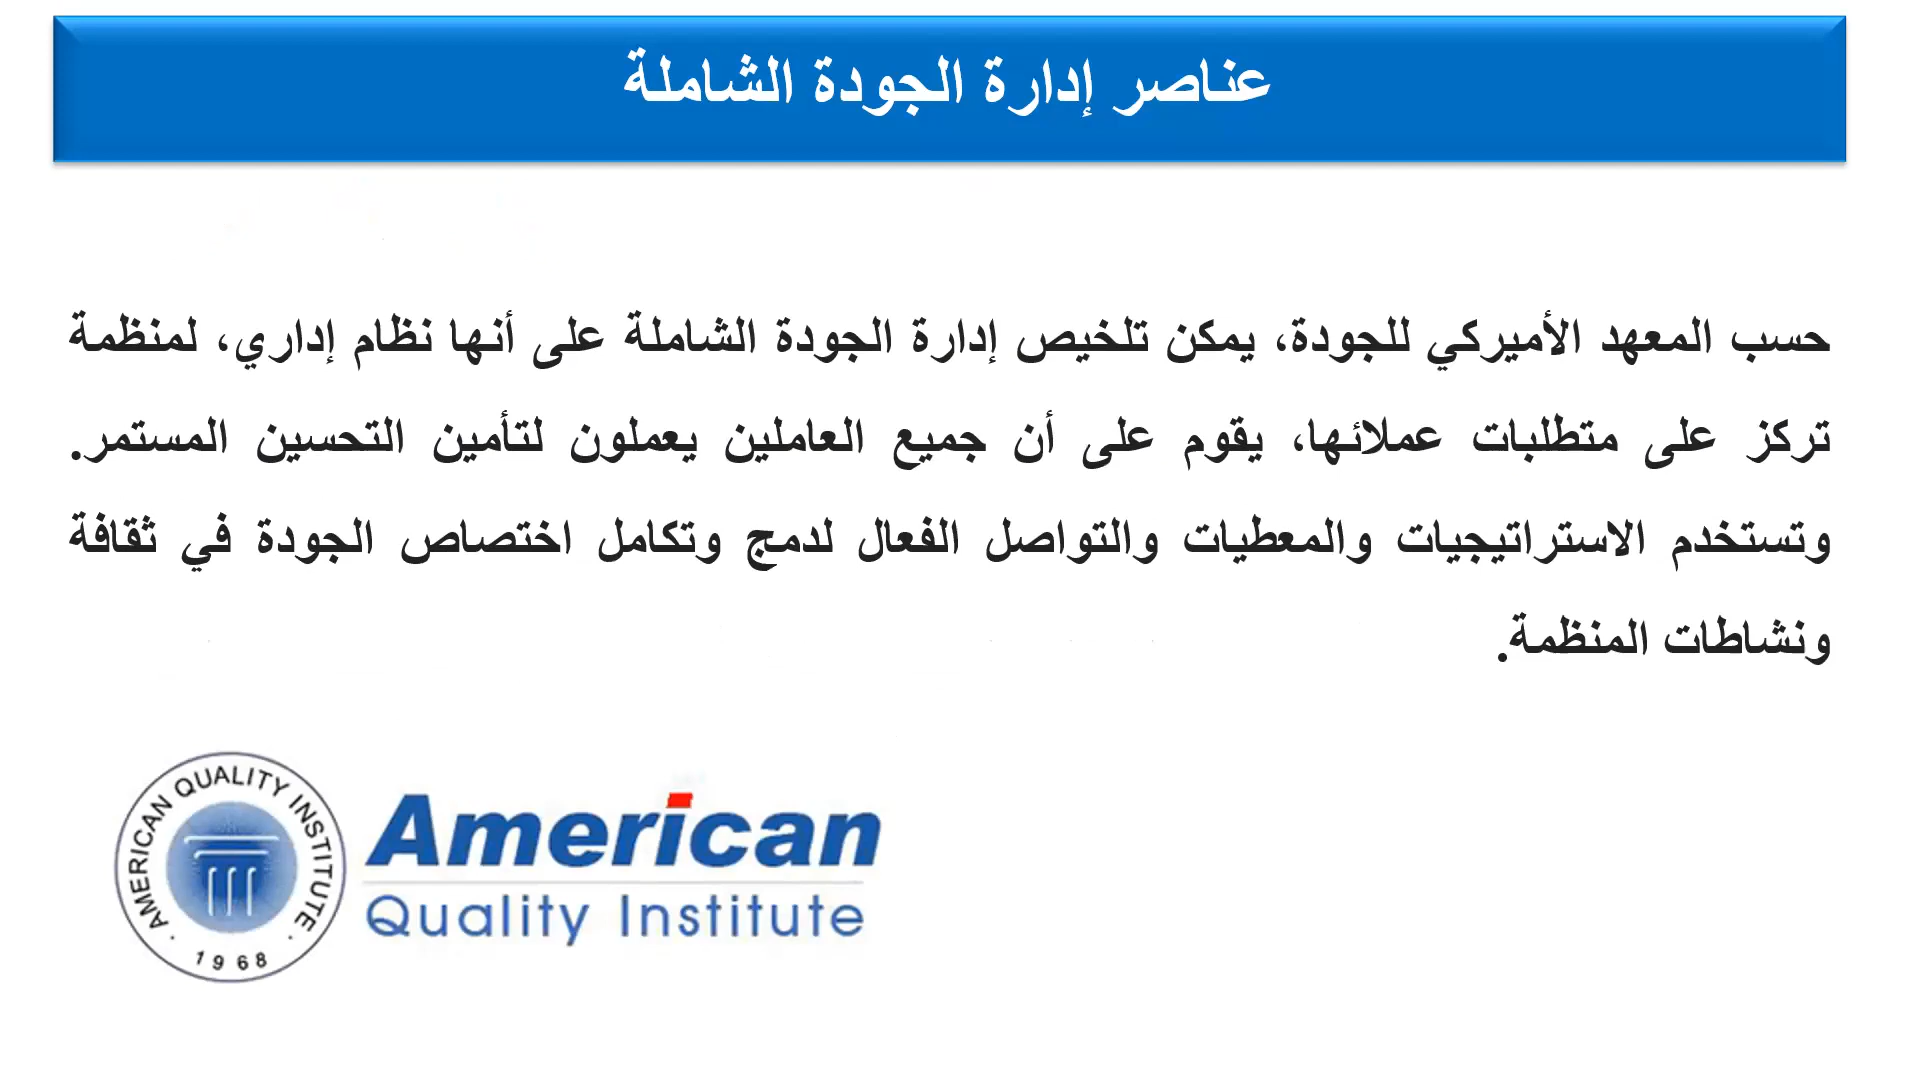 عناصر إدارة الجودة الشاملة
حسب المعهد الأميركي للجودة، يمكن تلخيص إدارة الجودة الشاملة على أنها نظام إداري، لمنظمة
تركز على متطلبات عملائها، يقوم على أن جميع العاملين يعملون لتأمين التحسين المستمر.
وتستخدم الاستراتيجيات والمعطيات والتواصل الفعال لدمج وتكامل اختصاص الجودة في ثقافة
ونشاطات المنظمة.
· AMERICAN QUALITY INSTITUTE ·
1968
American
Quality Institute